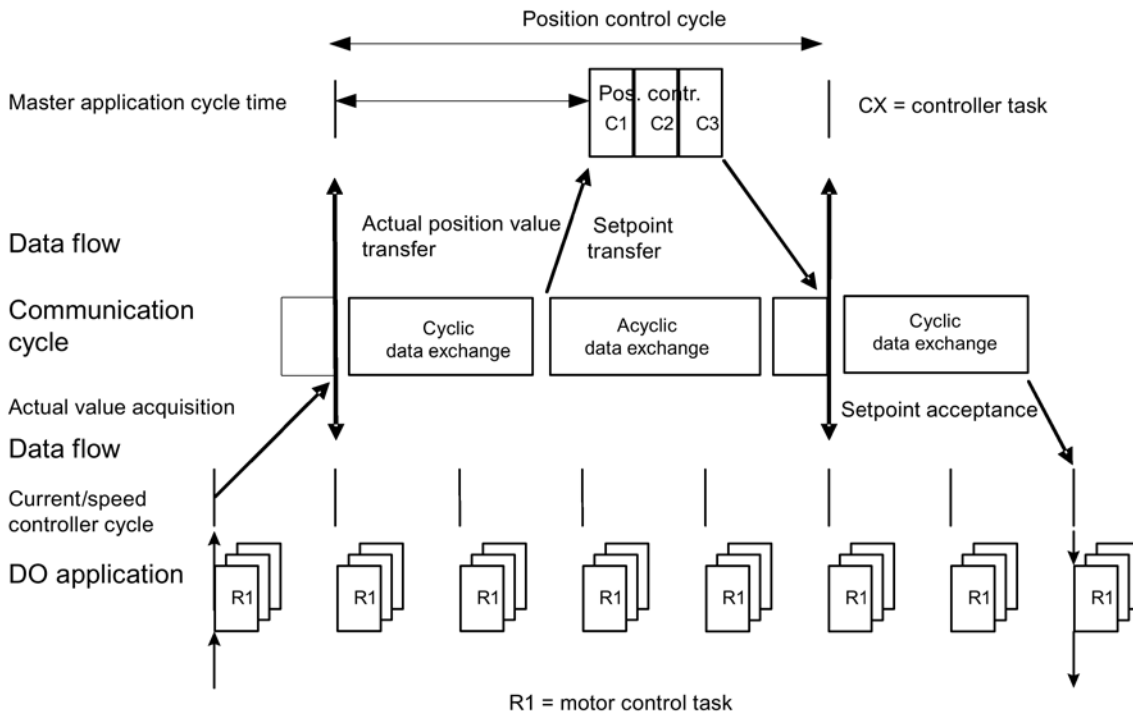 Position control cycle
Master application cycle time
Pos. contr.
C1 C2 C3
CX = controller task
Data flow
Actual position value
transfer
Setpoint
transfer
Communication
cycle
Cyclic
data exchange
Acyclic
data exchange
Cyclic
data exchange
Actual value acquisition
Setpoint acceptance
Data flow
Current/speed
controller cycle
DO application
R1 R1 R1 R1 R1 R1 R1 R1
R1 = motor control task